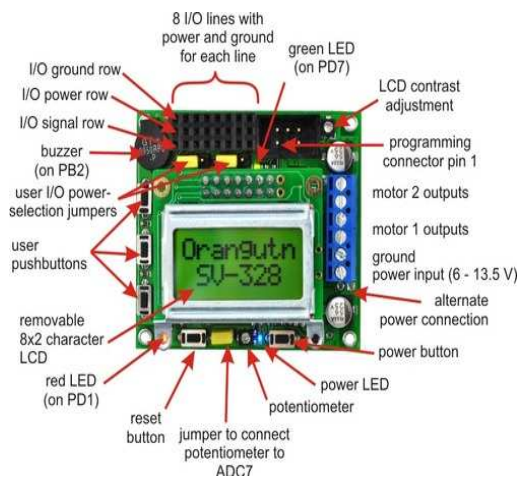 8 I/O lines with
power and ground
for each line
green LED
(on PD7)
I/O ground row
I/O power row
I/O signal row
buzzer
(on PB2)
user I/O power-
selection jumpers
user
pushbuttons
removable
8x2 character
LCD
red LED
(on PD1)
reset
button
jumper to connect
potentiometer to
ADC7
potentiometer
power LED
power button
alternate
power connection
ground
power input (6 - 13.5 V)
motor 1 outputs
motor 2 outputs
programming
connector pin 1
LCD contrast
adjustment
Orangutn
SV-328